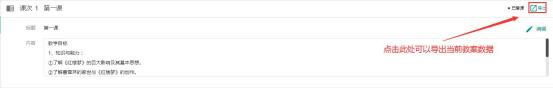 课次 1 第一课
已备课
导出
标题 第一课
编辑
内容 教学目标
1、知识与能力：
①了解《红楼梦》的巨大影响及其基本思想。
②了解曹雪芹的家世与《红楼梦》的创作。
点击此处可以导出当前教案数据